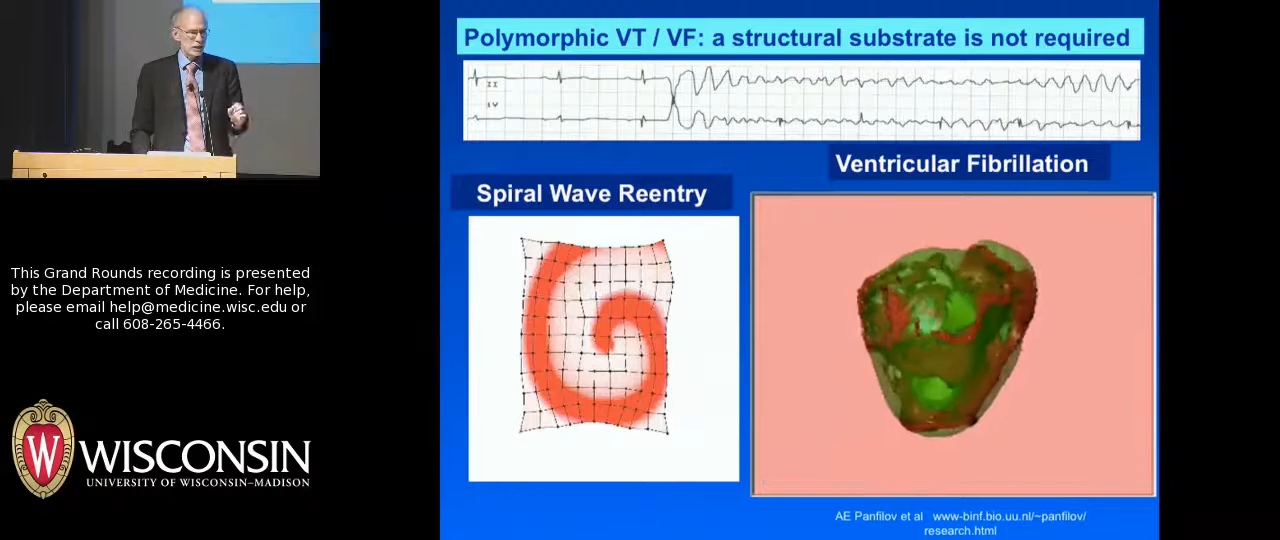 Polymorphic VT / VF: a structural substrate is not required
II
Ventricular Fibrillation
Spiral Wave Reentry
This Grand Rounds recording is presented
by the Department of Medicine. For help,
please email help@medicine.wisc.edu or
call 608-265-4466.
W
WISCONSIN
UNIVERSITY OF WISCONSIN–MADISON
AE Panfilov et al www-binf.bio.uu.nl/~panfilov/
research.html